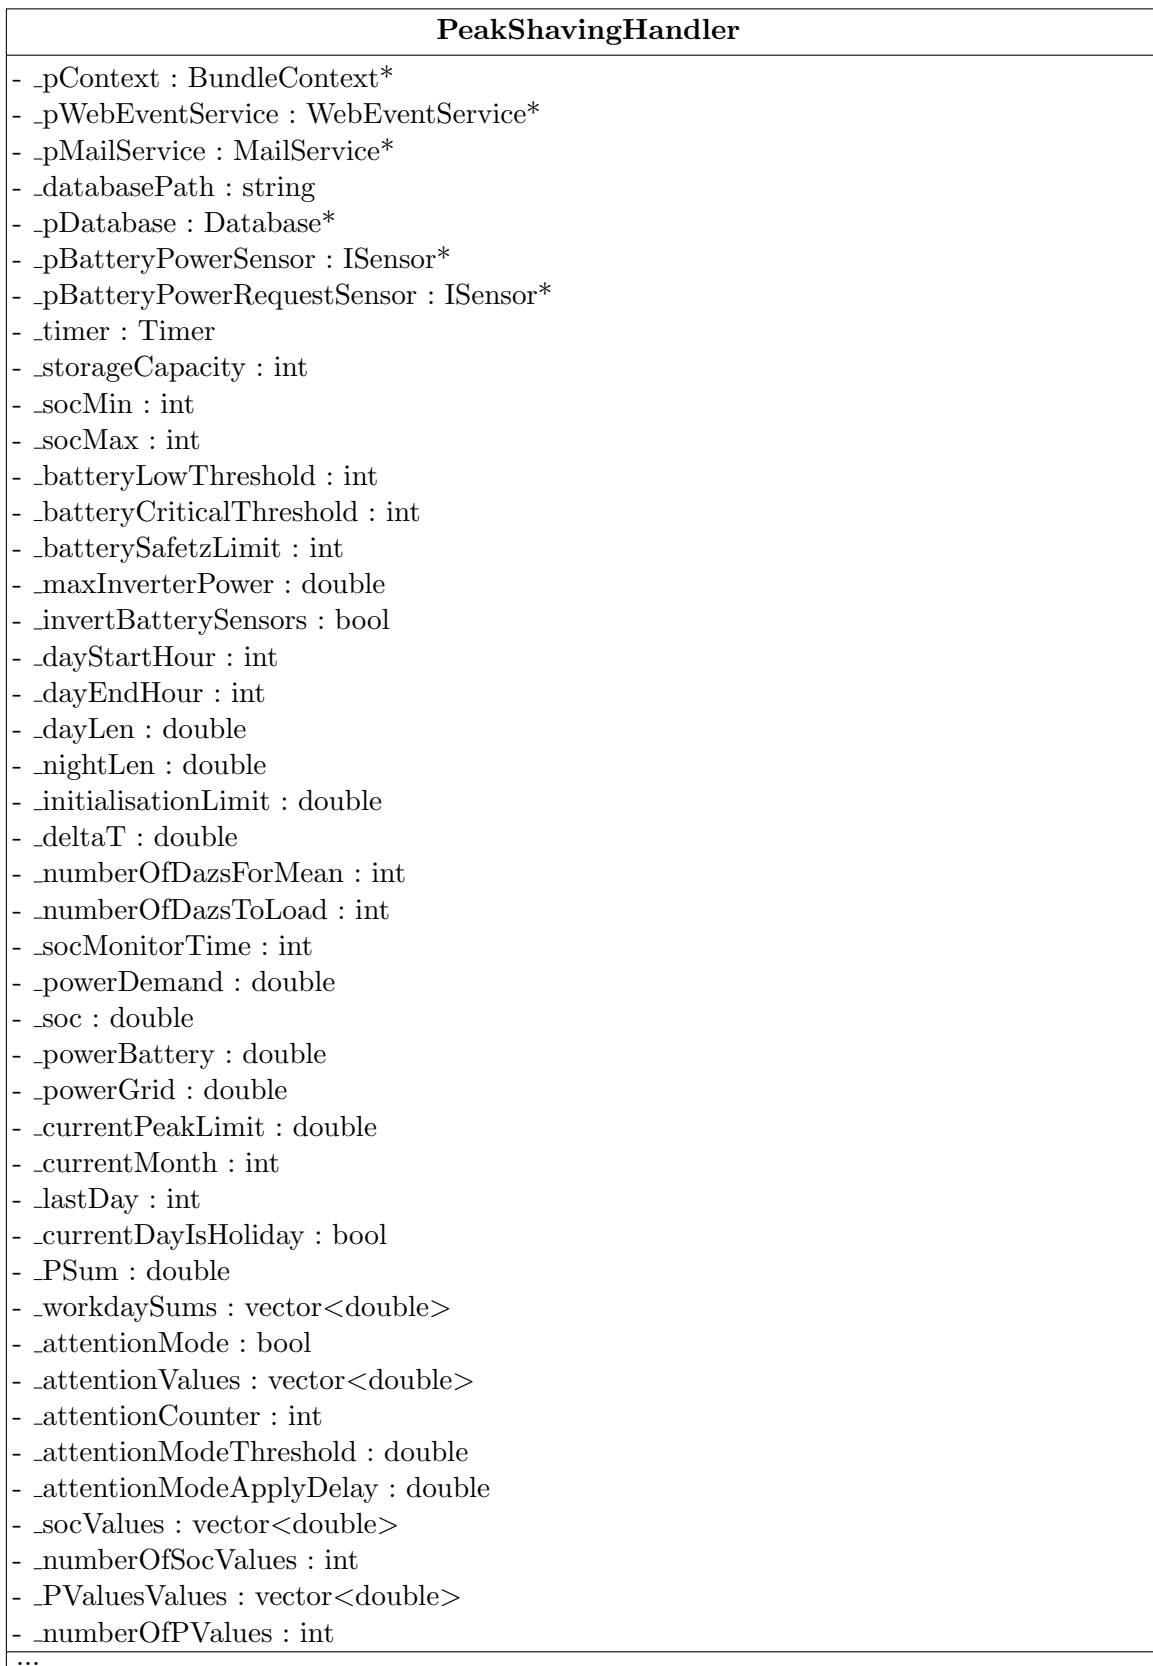 PeakShavingHandler
- _pContext : BundleContext*
- _pWebEventService : WebEventService*
- _pMailService : MailService*
- _databasePath : string
- _pDatabase : Database*
- _pBatteryPowerSensor : ISensor*
- _pBatteryPowerRequestSensor : ISensor*
- _timer : Timer
- _storageCapacity : int
- _socMin : int
- _socMax : int
- _batteryLowThreshold : int
- _batteryCriticalThreshold : int
- _batterySafetzLimit : int
- _maxInverterPower : double
- _invertBatterySensors : bool
- _dayStartHour : int
- _dayEndHour : int
- _dayLen : double
- _nightLen : double
- _initialisationLimit : double
- _deltaT : double
- _numberOfDazsForMean : int
- _numberOfDazsToLoad : int
- _socMonitorTime : int
- _powerDemand : double
- _soc : double
- _powerBattery : double
- _powerGrid : double
- _currentPeakLimit : double
- _currentMonth : int
- _lastDay : int
- _currentDayIsHoliday : bool
- _PSum : double
- _workdaySums : vector<double>
- _attentionMode : bool
- _attentionValues : vector<double>
- _attentionCounter : int
- _attentionModeThreshold : double
- _attentionModeApplyDelay : double
- _socValues : vector<double>
- _numberOfSocValues : int
- _PValuesValues : vector<double>
- _numberOfPValues : int
...